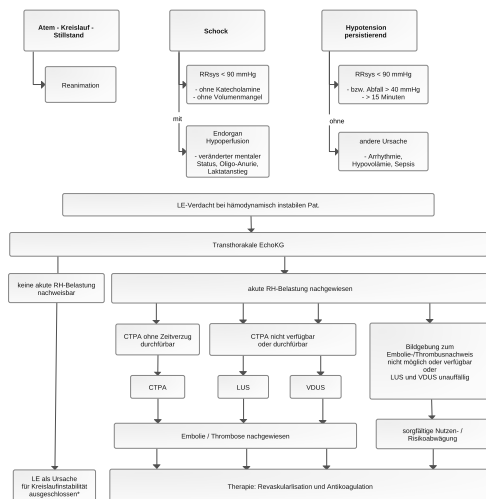 Atem - Kreislauf -
Stillstand
Schock
Hypotension
persistierend
Reanimation
RRsys < 90 mmHg
- ohne Katecholamine
- ohne Volumenmangel
RRsys < 90 mmHg
- bzw. Abfall > 40 mmHg
- > 15 Minuten
mit
ohne
Endorgan
Hypoperfusion
- veränderter mentaler
Status, Oligo-Anurie,
Laktatanstieg
andere Ursache
- Arrhythmie,
Hypovolämie, Sepsis
LE-Verdacht bei hämodynamisch instabilen Pat.
Transthorakale EchoKG
keine akute RH-Belastung
nachweisbar
akute RH-Belastung nachgewiesen
CTPA ohne Zeitverzug
durchfürbar
CTPA nicht verfügbar
oder durchfürbar
Bildgebung zum
Embolie-/Thrombusnachweis
nicht möglich oder verfügbar
oder
LUS und VDUS unauffällig
CTPA
LUS
VDUS
Embolie / Thrombose nachgewiesen
sorgfältige Nutzen- /
Risikoabwägung
LE als Ursache
für Kreislaufinstabilität
ausgeschlossen*
Therapie: Revaskularlisation und Antikoagulation